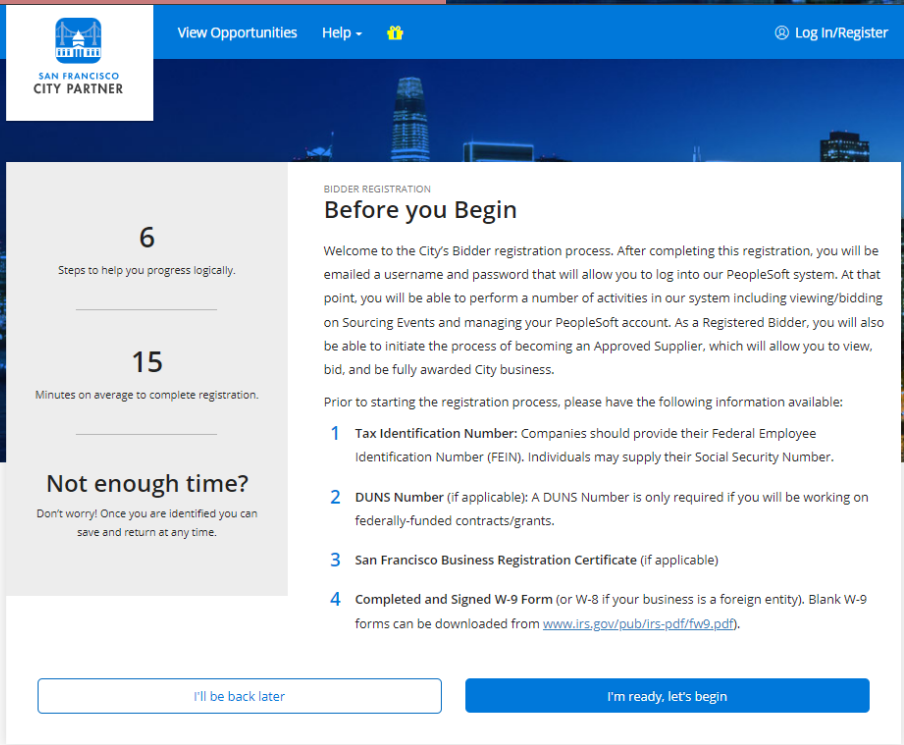 View Opportunities
Help
Log In/Register
SAN FRANCISCO
CITY PARTNER
6
Steps to help you progress logically.
15
Minutes on average to complete registration.
Not enough time?
Don't worry! Once you are identified you can
save and return at any time.
BIDDER REGISTRATION
Before you Begin
Welcome to the City's Bidder registration process. After completing this registration, you will be
emailed a username and password that will allow you to log into our PeopleSoft system. At that
point, you will be able to perform a number of activities in our system including viewing/bidding
on Sourcing Events and managing your PeopleSoft account. As a Registered Bidder, you will also
be able to initiate the process of becoming an Approved Supplier, which will allow you to view,
bid, and be fully awarded City business.
Prior to starting the registration process, please have the following information available:
1 Tax Identification Number: Companies should provide their Federal Employee
Identification Number (FEIN). Individuals may supply their Social Security Number.
2 DUNS Number (if applicable): A DUNS Number is only required if you will be working on
federally-funded contracts/grants.
3 San Francisco Business Registration Certificate (if applicable)
4 Completed and Signed W-9 Form (or W-8 if your business is a foreign entity). Blank W-9
forms can be downloaded from www.irs.gov/pub/irs-pdf/fw9.pdf).
I'll be back later
I'm ready, let's begin